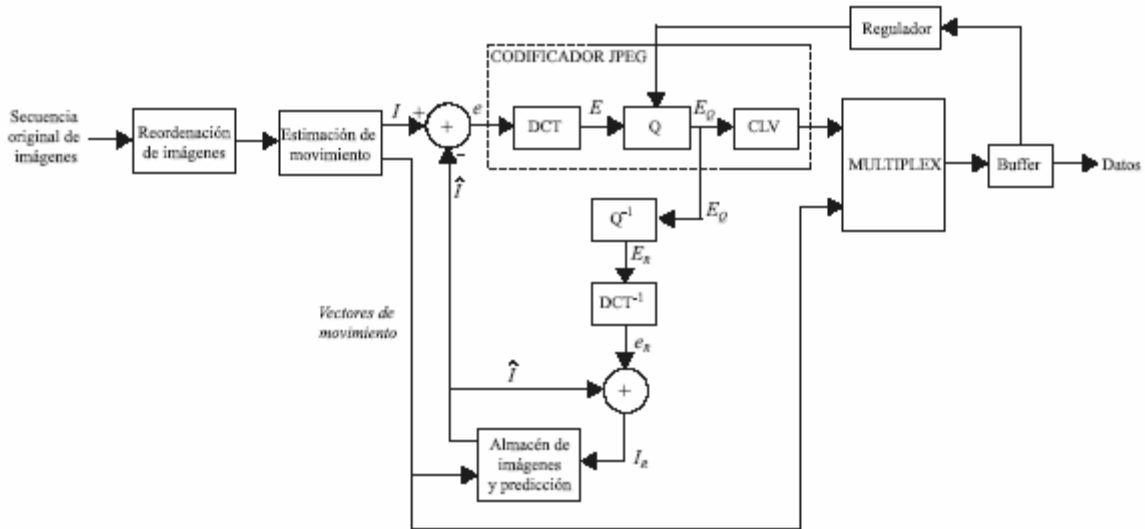 Regulador
CODIFICADOR JPEG
Secuencia
original de
imágenes
Reordenación
de imágenes
Estimación de
movimiento
I
+
+
-
e
DCT
E
Q
E_Q
CLV
MULTIPLEX
Buffer
Datos
Î
E_Q
Q⁻¹
E_R
DCT⁻¹
e_R
Vectores de
movimiento
Î
+
Almacén de
imágenes
y predicción
I_R